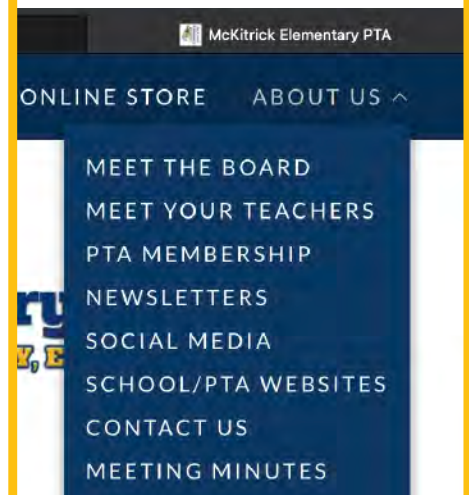 McKitrick Elementary PTA
ONLINE STORE ABOUT US
MEET THE BOARD
MEET YOUR TEACHERS
PTA MEMBERSHIP
NEWSLETTERS
SOCIAL MEDIA
SCHOOL/PTA WEBSITES
CONTACT US
MEETING MINUTES
ry
Y, E